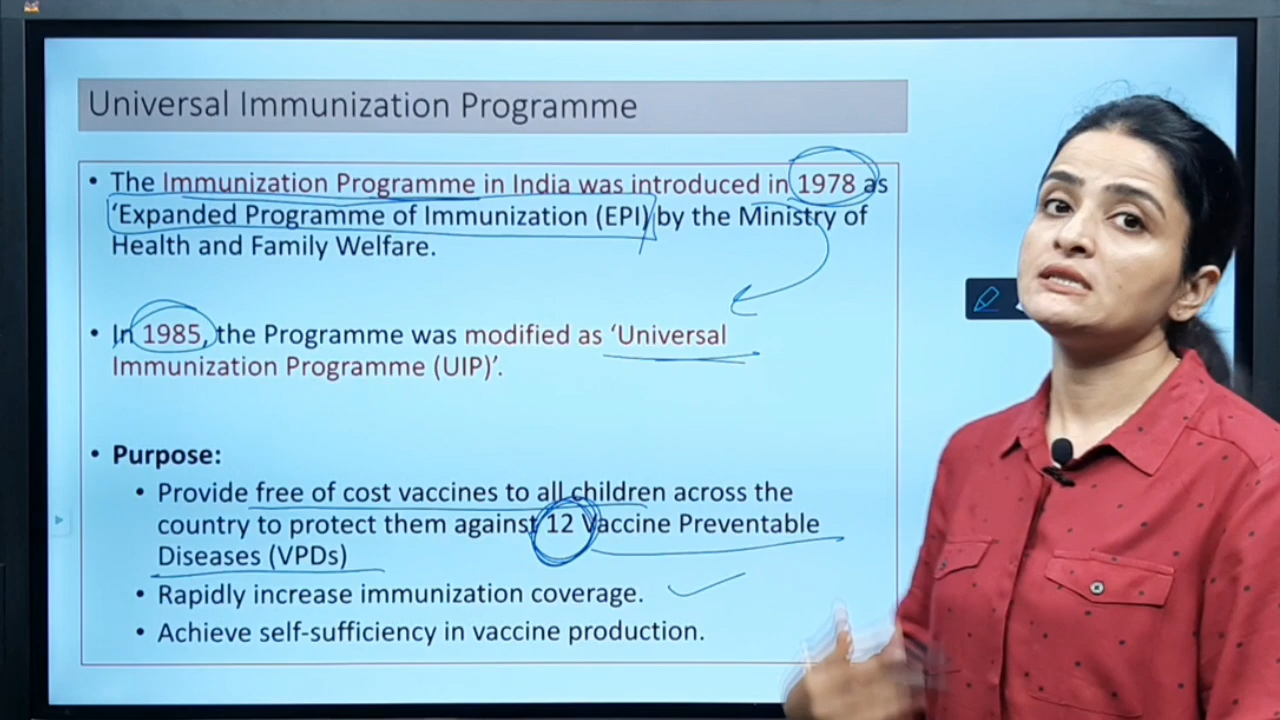 Universal Immunization Programme
• The Immunization Programme in India was introduced in 1978 as
‘Expanded Programme of Immunization (EPI) by the Ministry of
Health and Family Welfare.
• In 1985, the Programme was modified as ‘Universal
Immunization Programme (UIP)’.
• Purpose:
• Provide free of cost vaccines to all children across the
country to protect them against 12 Vaccine Preventable
Diseases (VPDs)
• Rapidly increase immunization coverage.
• Achieve self-sufficiency in vaccine production.